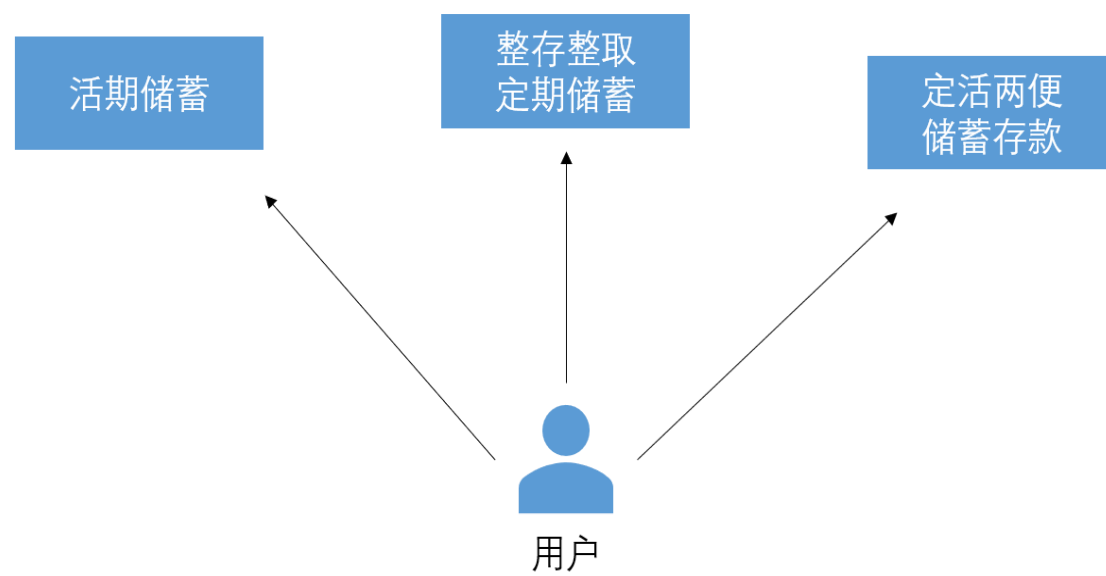 活期储蓄
整存整取
定期储蓄
定活两便
储蓄存款
用户